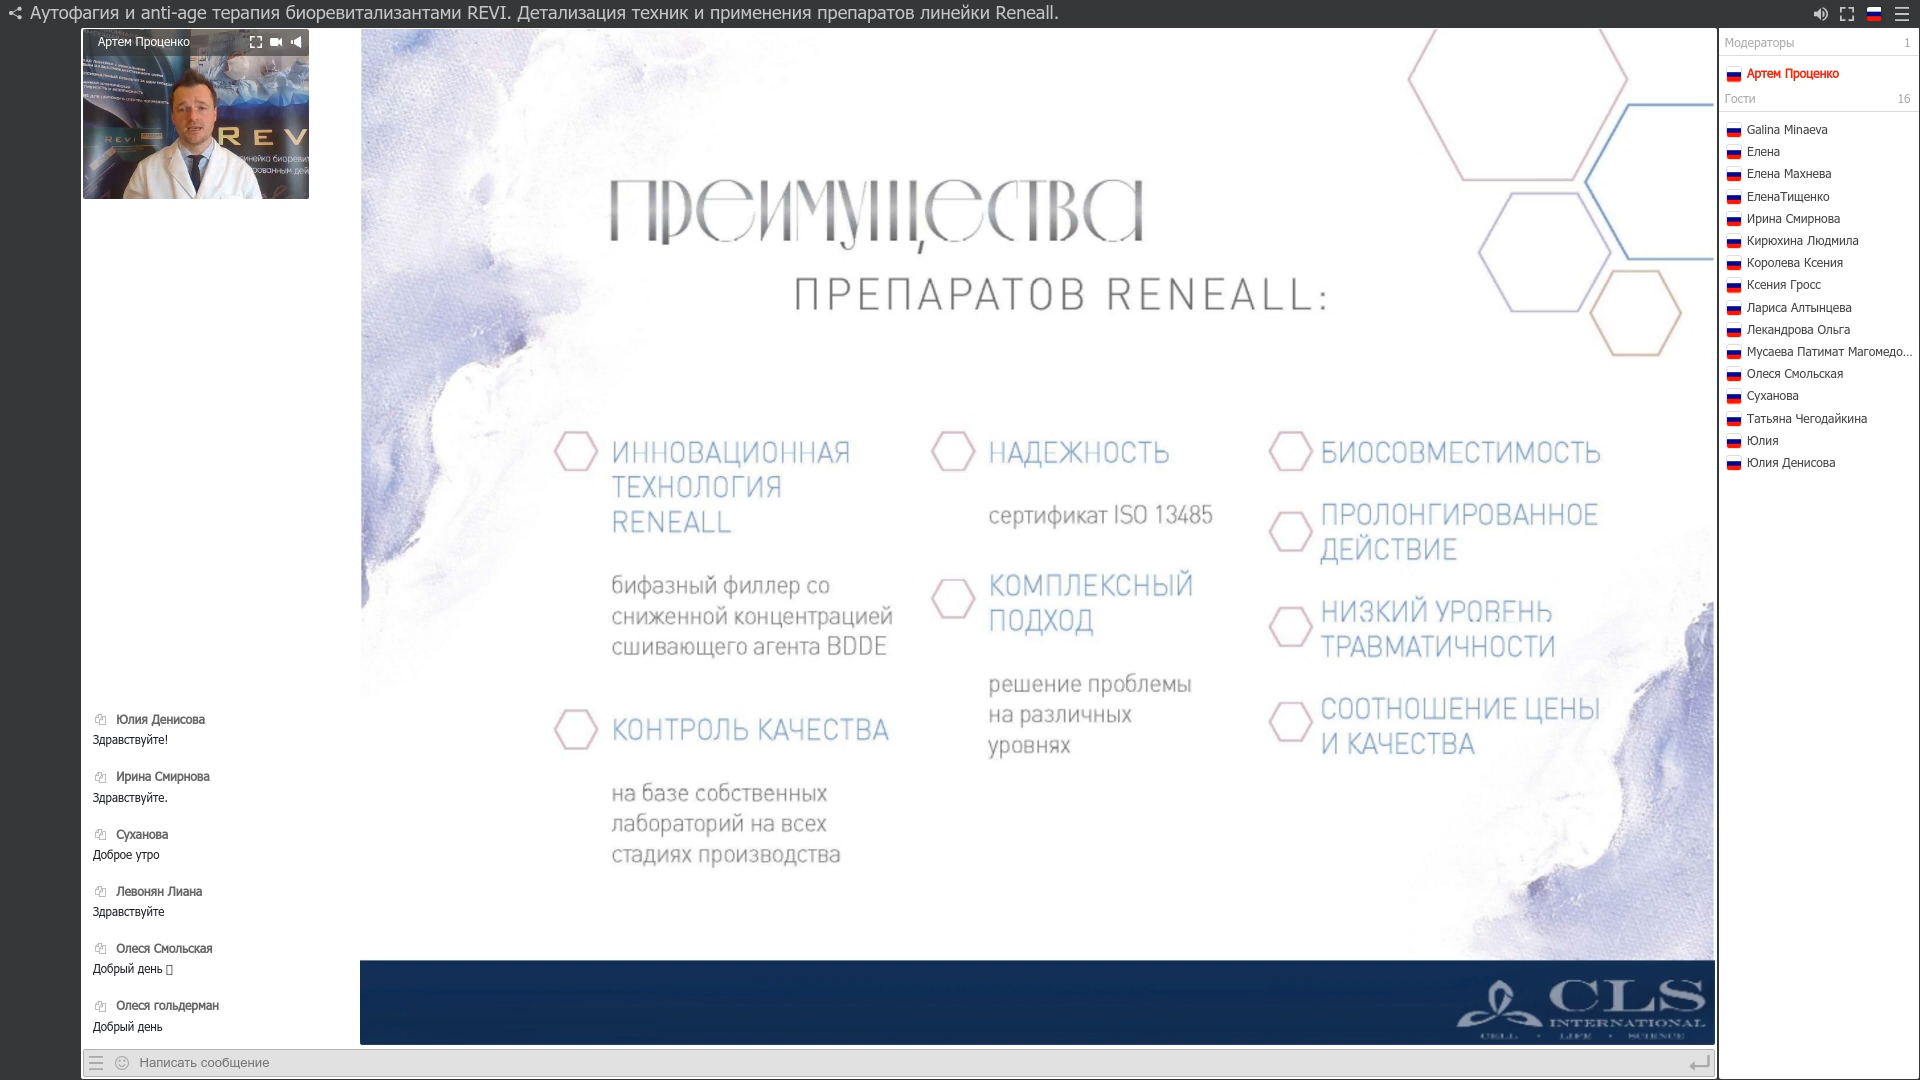 Аутофагия и anti-age терапия биоревитализантами REVI. Детализация техник и применения препаратов линейки Reneall.
Артем Проценко
REVI
REV
линейка биоревит
Преимущества
ПРЕПАРАТОВ RENEALL:
ИННОВАЦИОННАЯ
ТЕХНОЛОГИЯ
RENEALL
бифазный филлер со
сниженной концентрацией
сшивающего агента BDDE
КОНТРОЛЬ КАЧЕСТВА
на базе собственных
лабораторий на всех
стадиях производства
НАДЕЖНОСТЬ
сертификат ISO 13485
КОМПЛЕКСНЫЙ
ПОДХОД
решение проблемы
на различных
уровнях
БИОСОВМЕСТИМОСТЬ
ПРОЛОНГИРОВАННОЕ
ДЕЙСТВИЕ
НИЗКИЙ УРОВЕНЬ
ТРАВМАТИЧНОСТИ
СООТНОШЕНИЕ ЦЕНЫ
И КАЧЕСТВА
CLS
INTERNATIONAL
CELL · LIFE · SCIENCE
Юлия Денисова
Здравствуйте!
Ирина Смирнова
Здравствуйте.
Суханова
Доброе утро
Левонян Лиана
Здравствуйте
Олеся Смольская
Добрый день
Олеся гольдерман
Добрый день
Написать сообщение
Модераторы 1
Артем Проценко
Гости 16
Galina Minaeva
Елена
Елена Махнева
ЕленаТищенко
Ирина Смирнова
Кирюхина Людмила
Королева Ксения
Ксения Гросс
Лариса Алтынцева
Лекандрова Ольга
Мусаева Патимат Магомедо...
Олеся Смольская
Суханова
Татьяна Чегодайкина
Юлия
Юлия Денисова